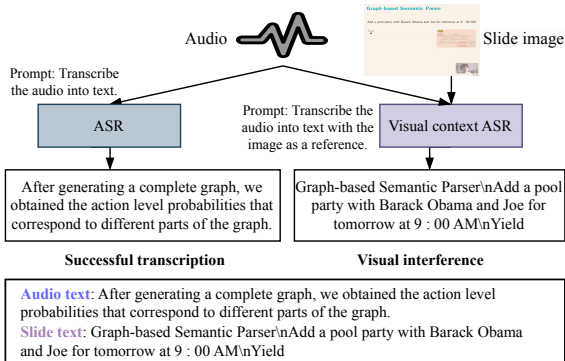 Graph-based Semantic Parser
Add a pool party with Barack Obama and Joe for tomorrow at 9 : 00 AM
Audio
Slide image
Prompt: Transcribe
the audio into text.
Prompt: Transcribe the
audio into text with the
image as a reference.
ASR
Visual context ASR
After generating a complete graph, we
obtained the action level probabilities that
correspond to different parts of the graph.
Graph-based Semantic Parser\nAdd a pool
party with Barack Obama and Joe for
tomorrow at 9 : 00 AM\nYield
Successful transcription
Visual interference
Audio text: After generating a complete graph, we obtained the action level
probabilities that correspond to different parts of the graph.
Slide text: Graph-based Semantic Parser\nAdd a pool party with Barack Obama
and Joe for tomorrow at 9 : 00 AM\nYield